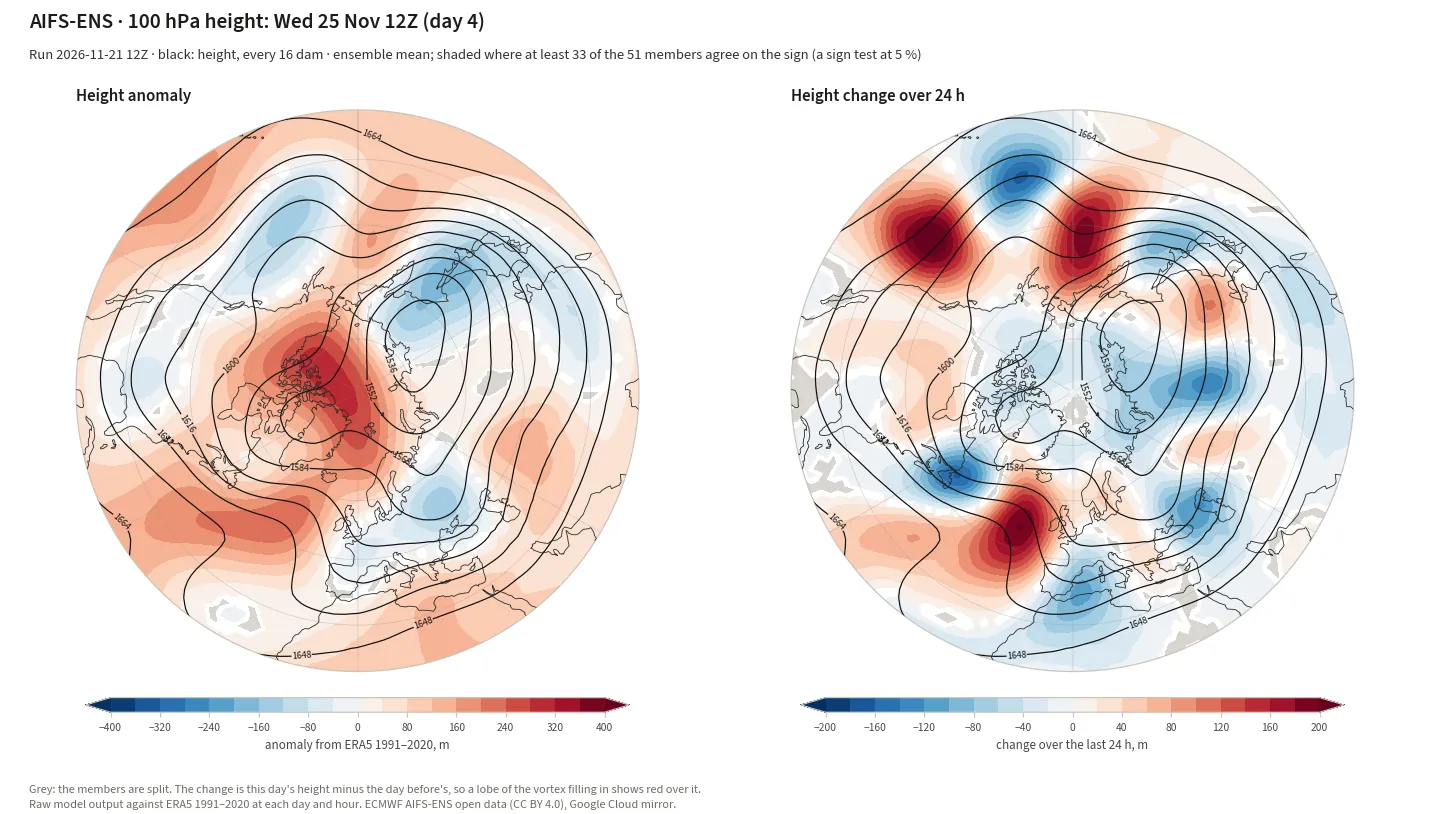 AIFS-ENS · 100 hPa height: Wed 25 Nov 12Z (day 4)
Run 2026-11-21 12Z · black: height, every 16 dam · ensemble mean; shaded where at least 33 of the 51 members agree on the sign (a sign test at 5 %)
Height anomaly
Height change over 24 h
1664
1664
1536
1536
1600
1600
1552
1552
1616
1616
1584
1584
1664
1664
1648
1648
1648
1648
−400 −320 −240 −160 −80 0 80 160 240 320 400
−200 −160 −120 −80 −40 0 40 80 120 160 200
anomaly from ERA5 1991–2020, m
change over the last 24 h, m
Grey: the members are split. The change is this day's height minus the day before's, so a lobe of the vortex filling in shows red over it.
Raw model output against ERA5 1991–2020 at each day and hour. ECMWF AIFS-ENS open data (CC BY 4.0), Google Cloud mirror.